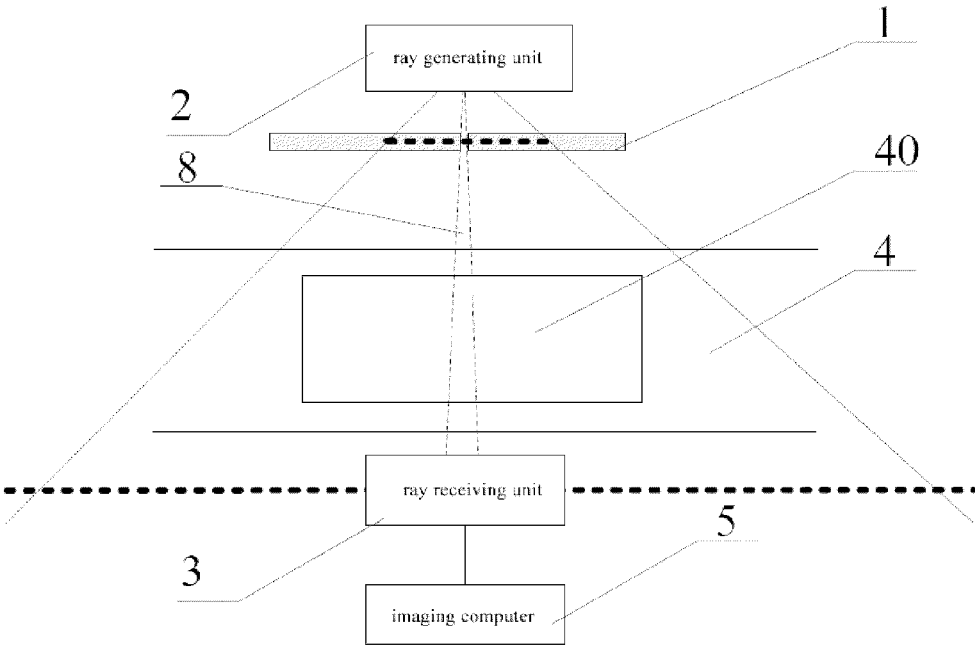 1
ray generating unit
2
40
8
4
ray receiving unit
5
3
imaging computer